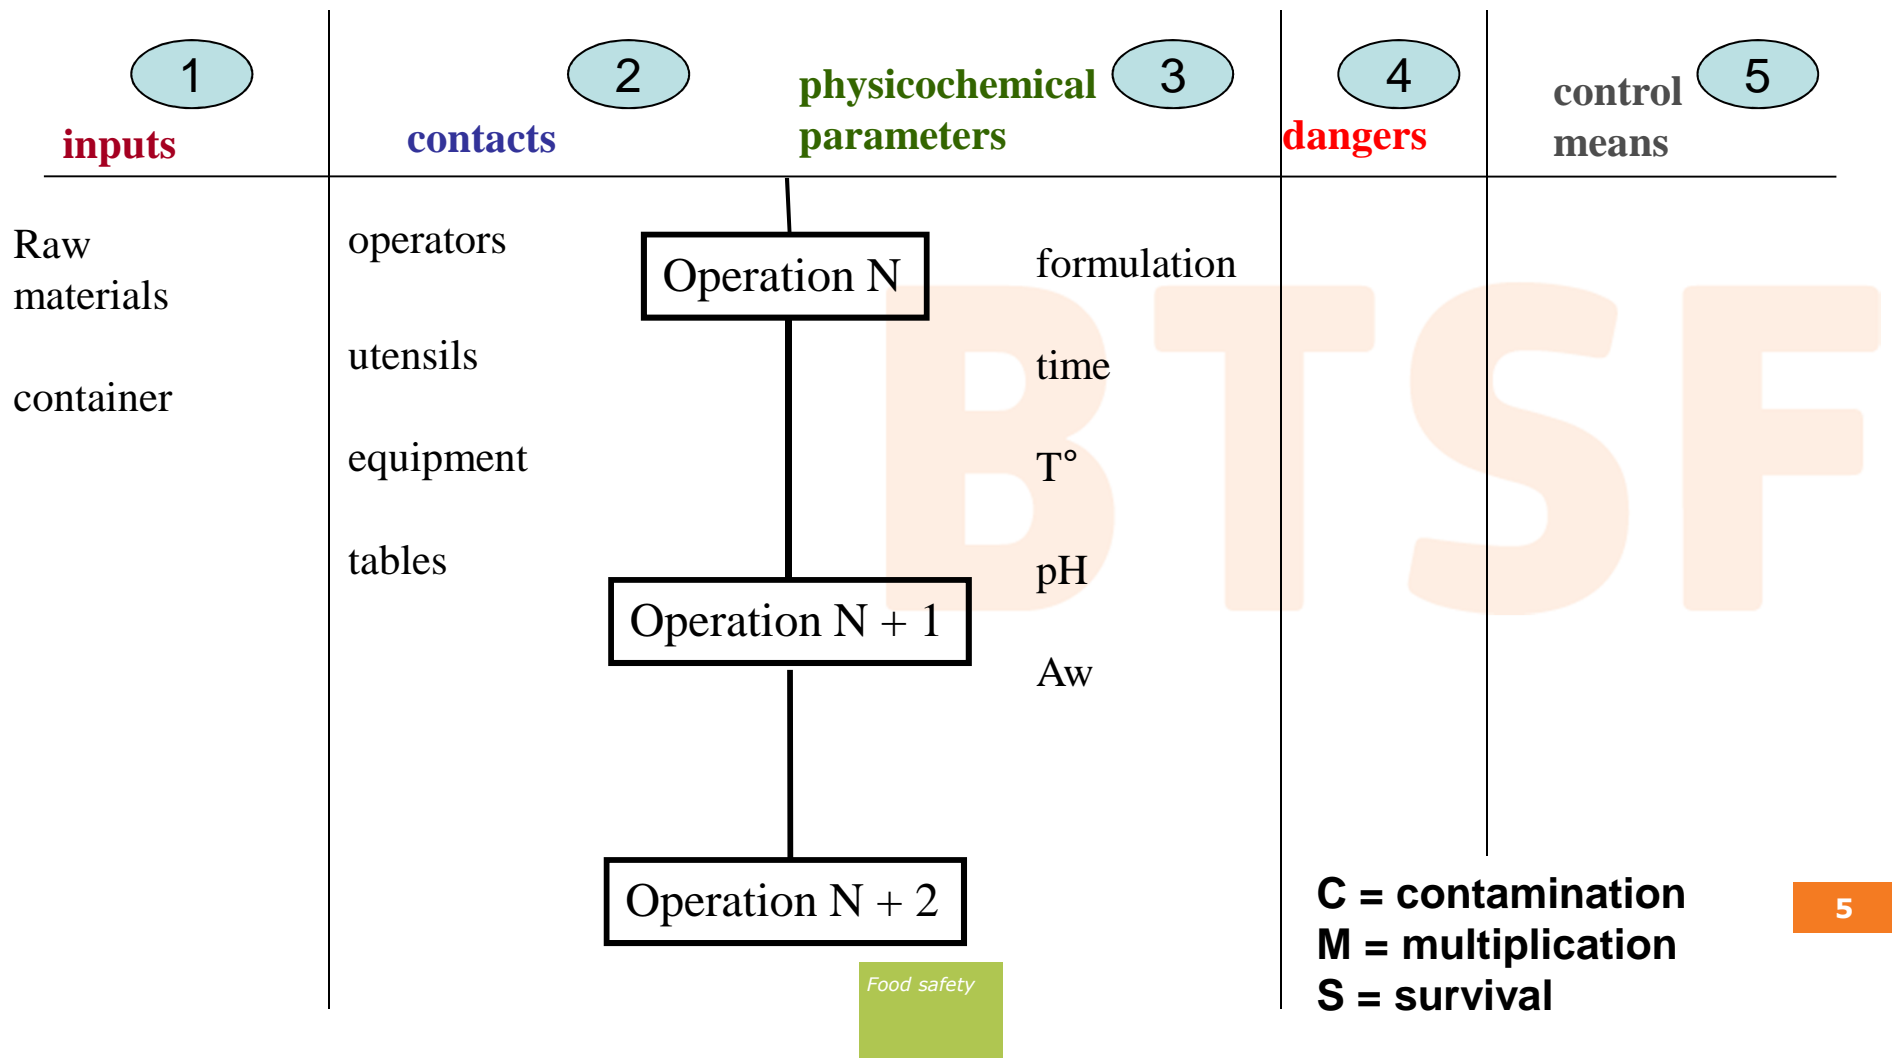 1
inputs
2
contacts
physicochemical
parameters
3
4
dangers
5
control
means
Raw
materials
container
operators
utensils
equipment
tables
Operation N
Operation N + 1
Operation N + 2
formulation
time
T°
pH
Aw
BTSF
C = contamination
M = multiplication
S = survival
5
Food safety